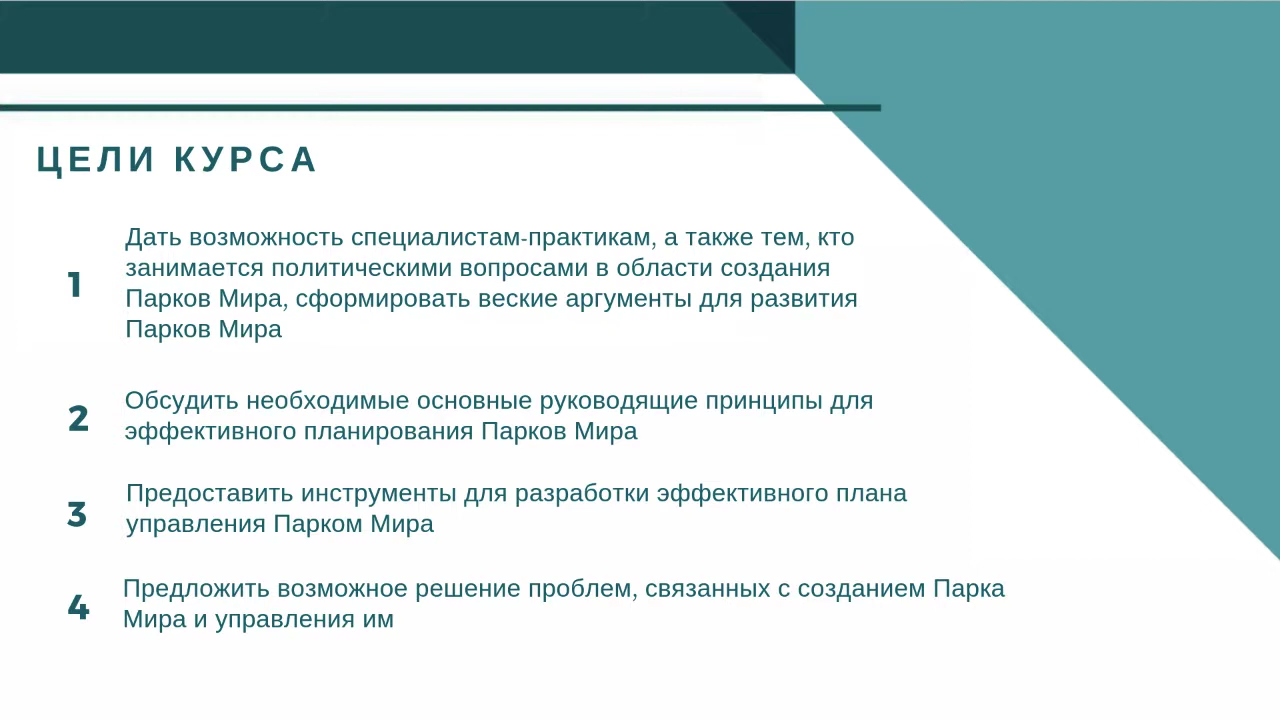 ЦЕЛИ КУРСА
1
Дать возможность специалистам-практикам, а также тем, кто
занимается политическими вопросами в области создания
Парков Мира, сформировать веские аргументы для развития
Парков Мира
2
Обсудить необходимые основные руководящие принципы для
эффективного планирования Парков Мира
3
Предоставить инструменты для разработки эффективного плана
управления Парком Мира
4
Предложить возможное решение проблем, связанных с созданием Парка
Мира и управления им